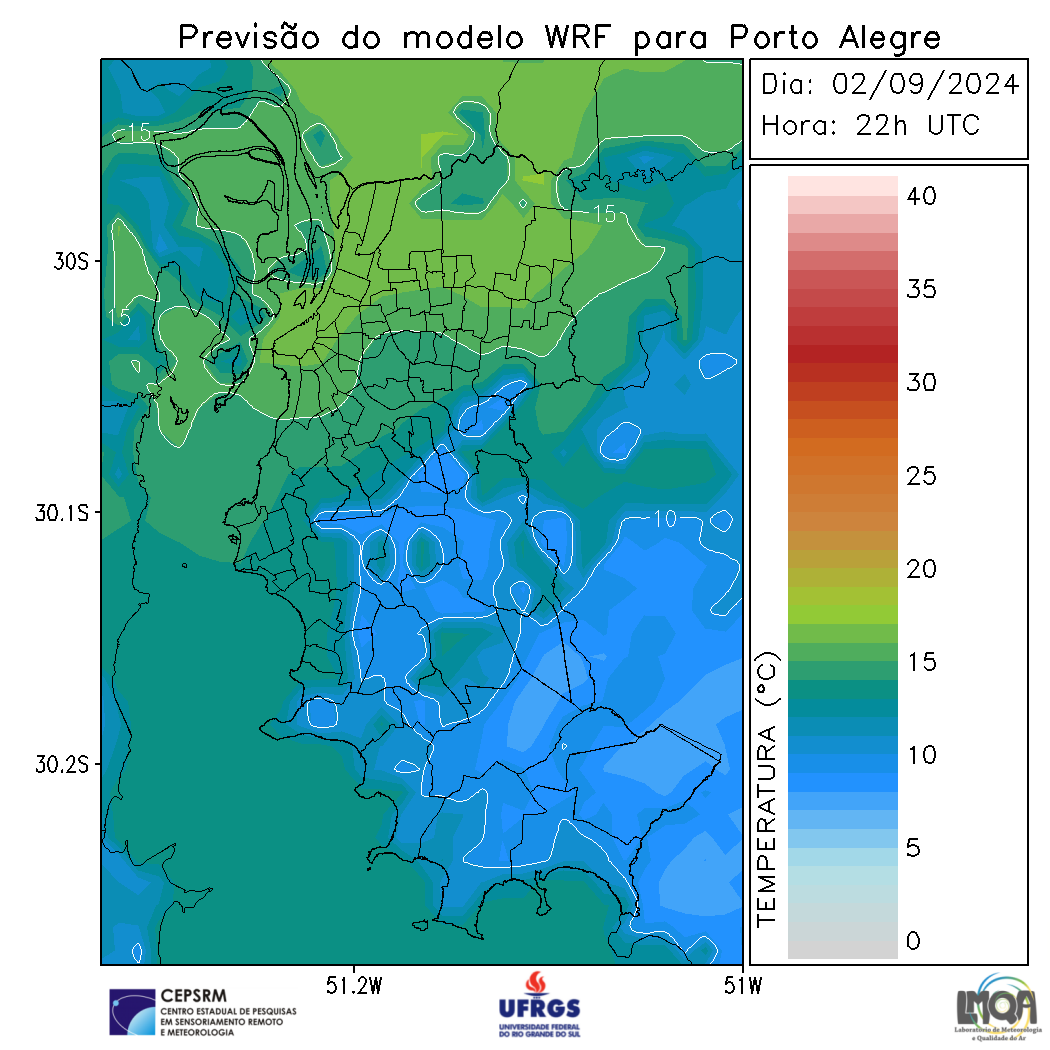 Previsão do modelo WRF para Porto Alegre
Dia: 02/09/2024
Hora: 22h UTC
15
15
15
10
30S
30.1S
30.2S
51.2W
51W
TEMPERATURA (°C)
40
35
30
25
20
15
10
5
0
CEPSRM
CENTRO ESTADUAL DE PESQUISAS
EM SENSORIAMENTO REMOTO
E METEOROLOGIA
UFRGS
UNIVERSIDADE FEDERAL
DO RIO GRANDE DO SUL
LMQA
Laboratório de Meteorologia
e Qualidade do Ar